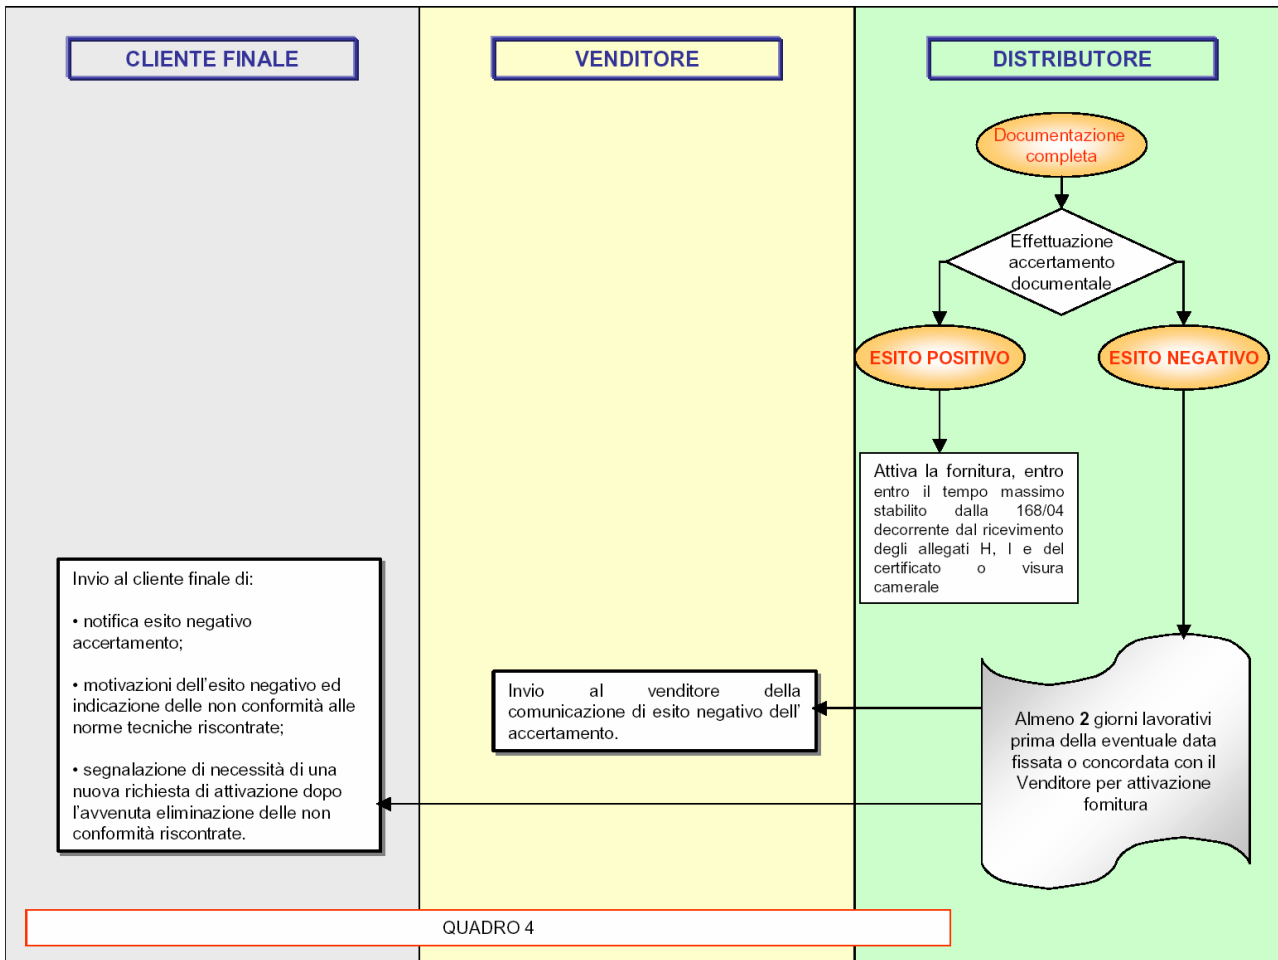 CLIENTE FINALE
VENDITORE
DISTRIBUTORE
Documentazione
completa
Effettuazione
accertamento
documentale
ESITO POSITIVO
ESITO NEGATIVO
Attiva la fornitura, entro
entro il tempo massimo
stabilito dalla 168/04
decorrente dal ricevimento
degli allegati H, I e del
certificato o visura
camerale
Invio al cliente finale di:
• notifica esito negativo
accertamento;
• motivazioni dell'esito negativo ed
indicazione delle non conformità alle
norme tecniche riscontrate;
• segnalazione di necessità di una
nuova richiesta di attivazione dopo
l'avvenuta eliminazione delle non
conformità riscontrate.
Invio al venditore della
comunicazione di esito negativo dell'
accertamento.
Almeno 2 giorni lavorativi
prima della eventuale data
fissata o concordata con il
Venditore per attivazione
fornitura
QUADRO 4